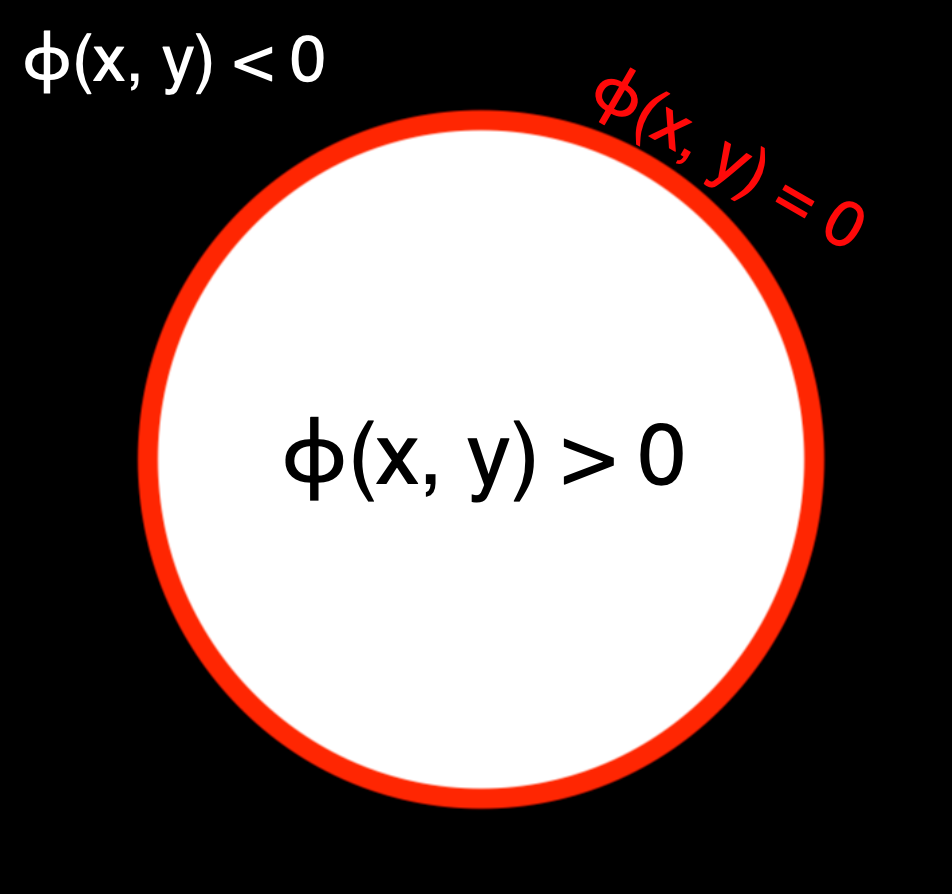 ϕ(x, y) < 0
ϕ(x, y) = 0
ϕ(x, y) > 0